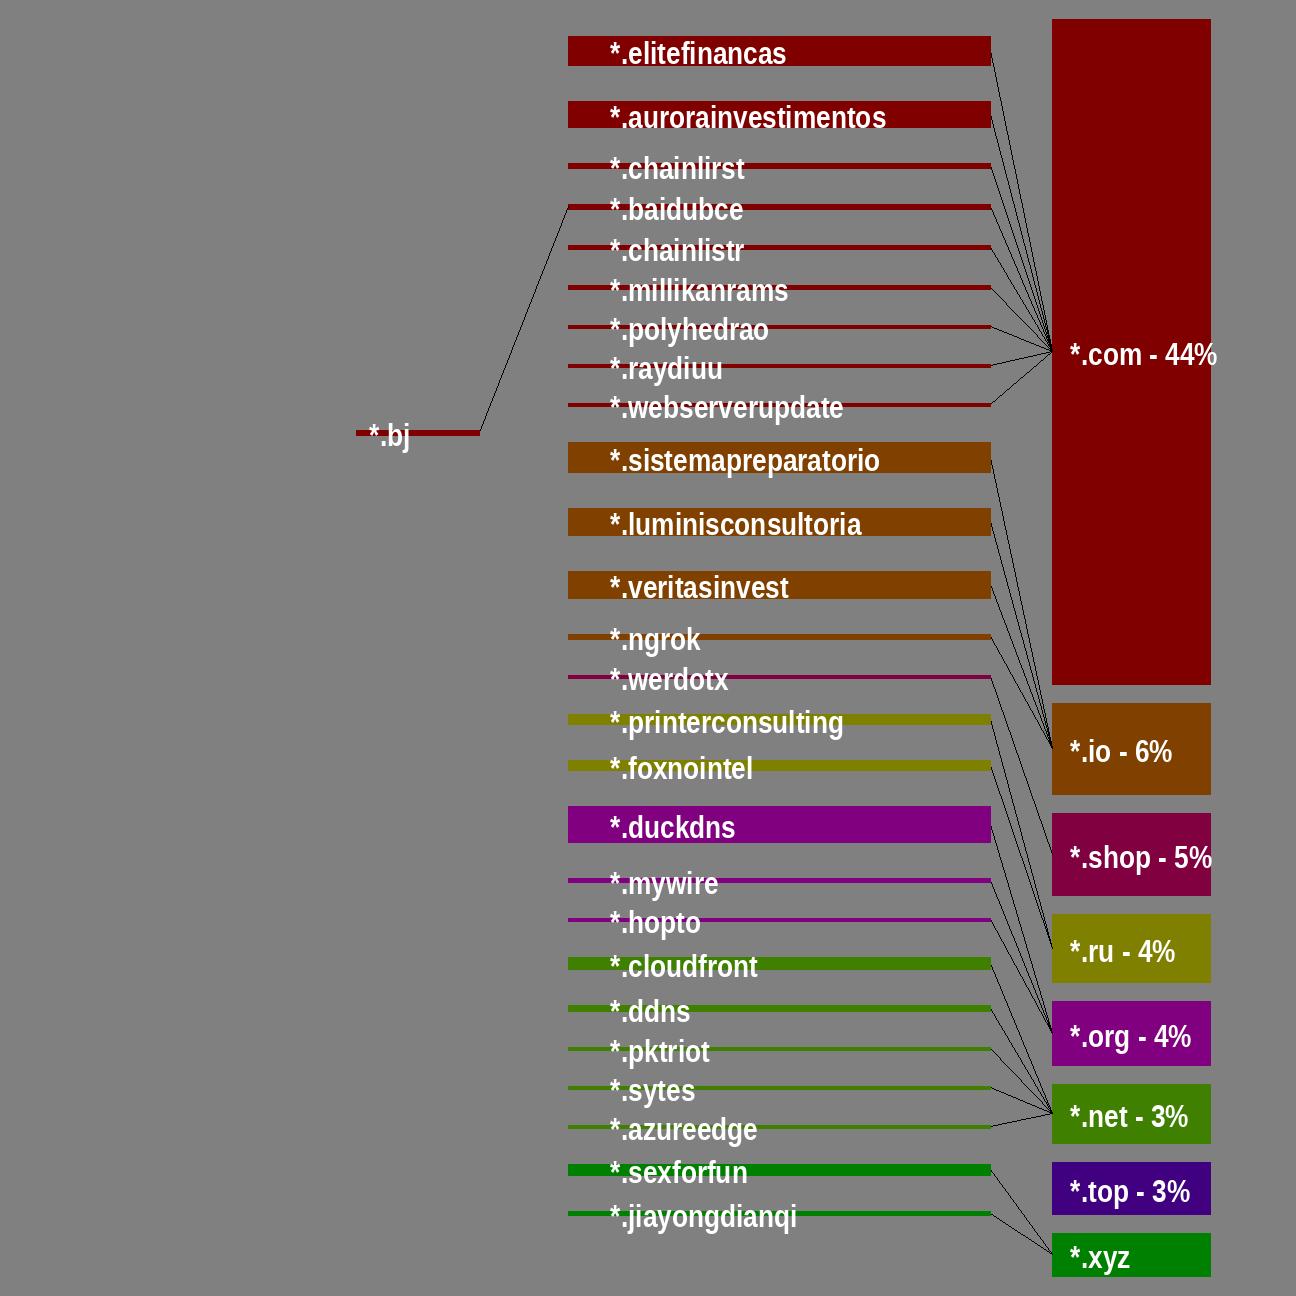 *.elitefinancas
*.aurorainvestimentos
*.chainlirst
*.baidubce
*.chainlistr
*.millikanrams
*.polyhedrao
*.raydiuu
*.com - 44%
*.webserverupdate
*.bj
*.sistemapreparatorio
*.luminisconsultoria
*.veritasinvest
*.ngrok
*.werdotx
*.printerconsulting
*.io - 6%
*.foxnointel
*.duckdns
*.shop - 5%
*.mywire
*.hopto
*.ru - 4%
*.cloudfront
*.ddns
*.org - 4%
*.pktriot
*.sytes
*.net - 3%
*.azureedge
*.sexforfun
*.top - 3%
*.jiayongdianqi
*.xyz